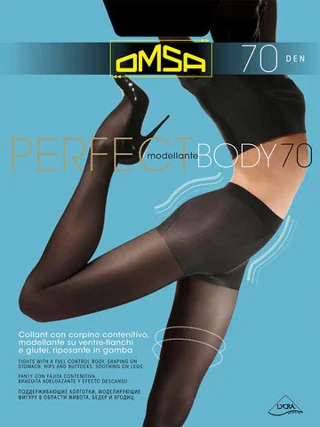 OMSA
70 DEN
PERFECT modellante BODY 70
Collant con corpino contenitivo,
modellante su ventre-fianchi
e glutei, riposante in gamba
TIGHTS WITH A FULL CONTROL BODY, SHAPING ON
STOMACH, HIPS AND BUTTOCKS, SOOTHING ON LEGS
PANTY CON FAJITA CONTENITIVA,
BRAGUITA ADELGAZANTE Y EFECTO DESCANSO
ПОДДЕРЖИВАЮЩИЕ КОЛГОТКИ, МОДЕЛИРУЮЩИЕ
ФИГУРУ В ОБЛАСТИ ЖИВОТА, БЕДЕР И ЯГОДИЦ
LYCRA